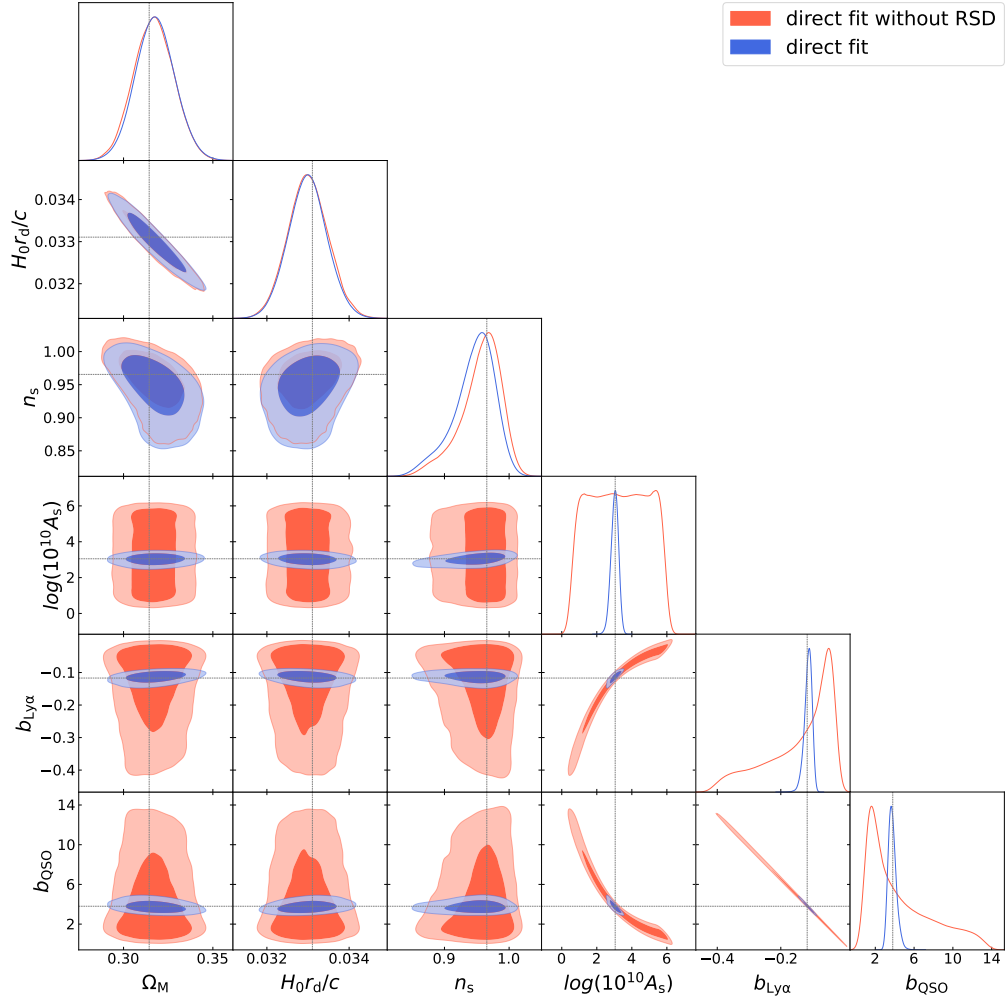 direct fit without RSD
direct fit
0.034
0.033
0.032
H₀r_d/c
1.00
0.95
0.90
0.85
n_s
6
4
2
0
log(10¹⁰A_s)
−0.1
−0.2
−0.3
−0.4
b_Lyα
14
10
6
2
b_QSO
0.30 0.35
0.032 0.034
0.9 1.0
0 2 4 6
−0.4 −0.2
2 6 10 14
Ω_M
H₀r_d/c
n_s
log(10¹⁰A_s)
b_Lyα
b_QSO